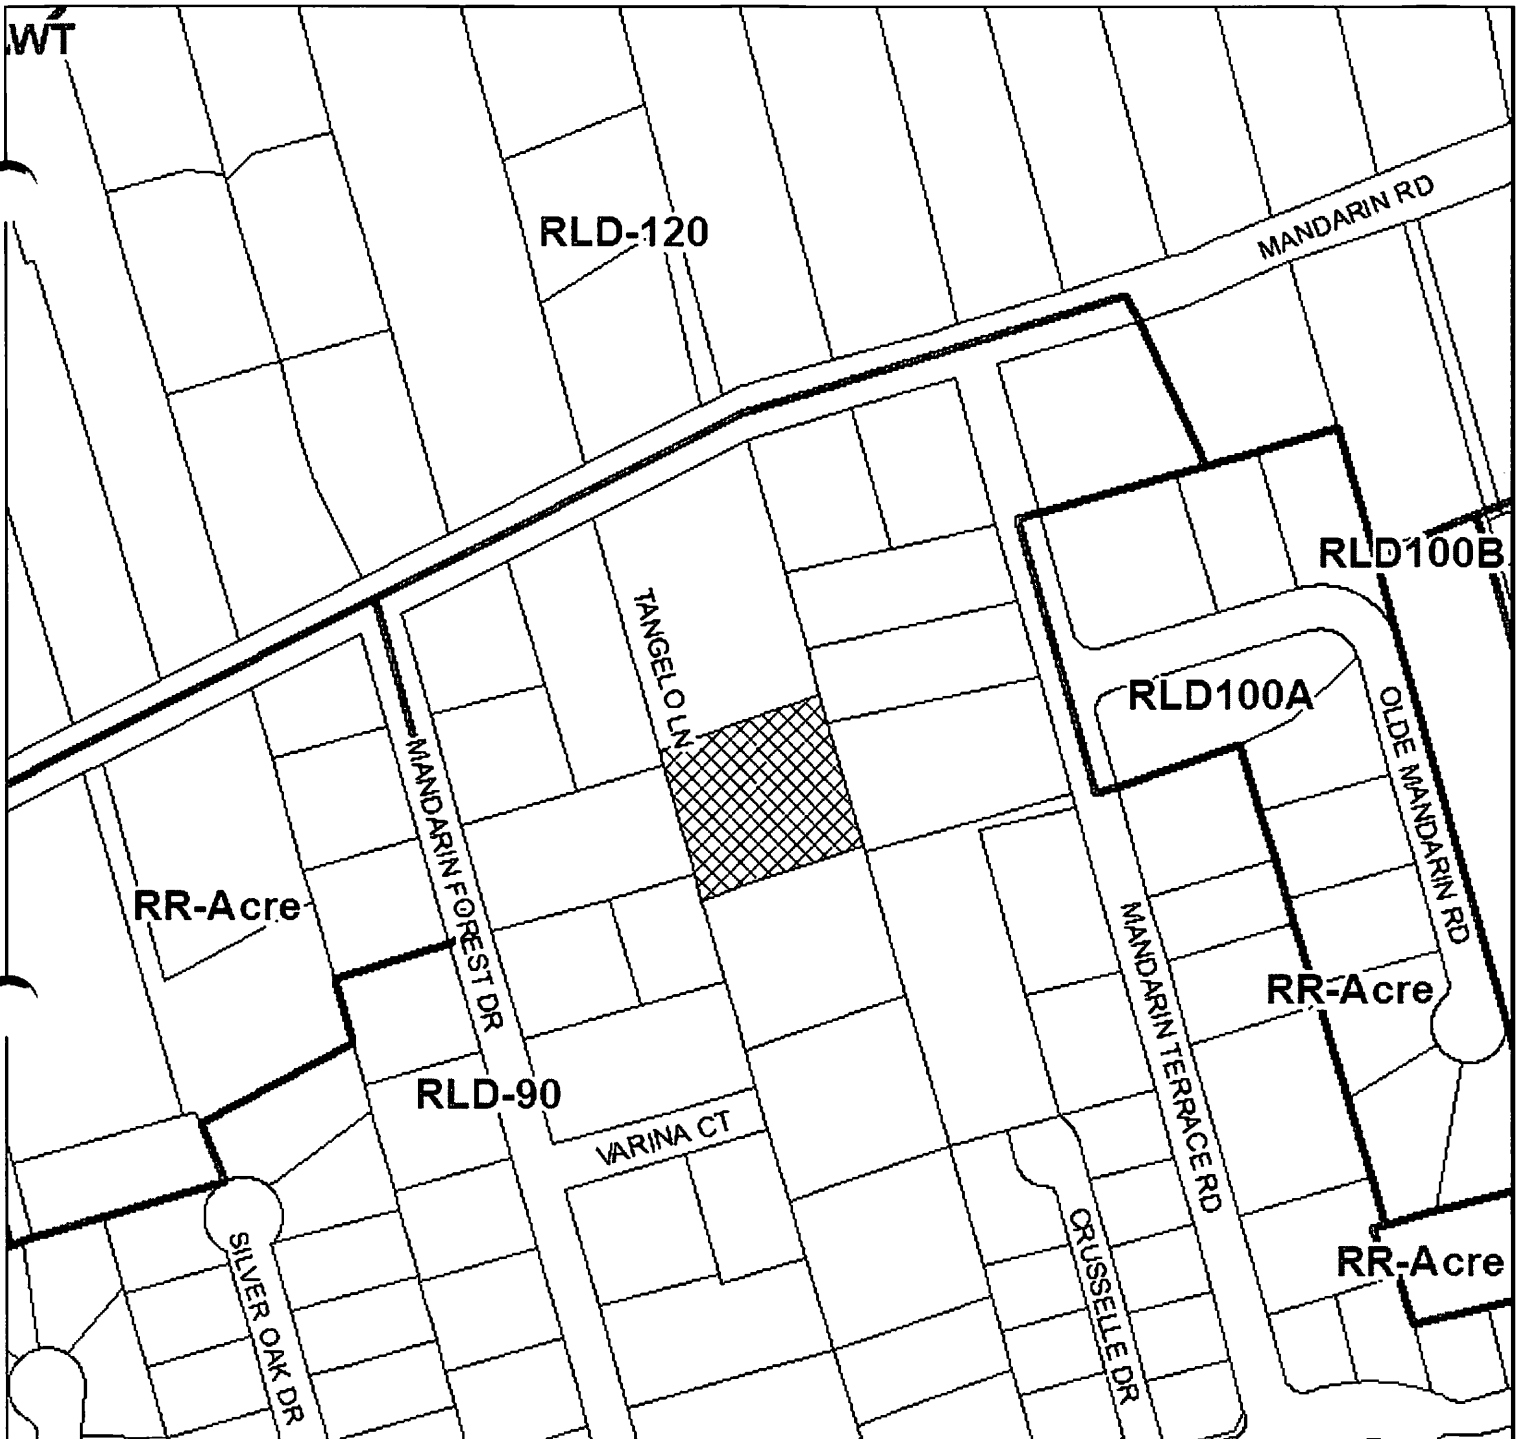 WT
RLD-120
MANDARIN RD
RLD100B
TANGELO LN
RLD100A
OLDE MANDARIN RD
MANDARIN FOREST DR
RR-Acre
MANDARIN TERRACE RD
RR-Acre
RLD-90
VARINA CT
SILVER OAK DR
CRUSSELLE DR
RR-Acre